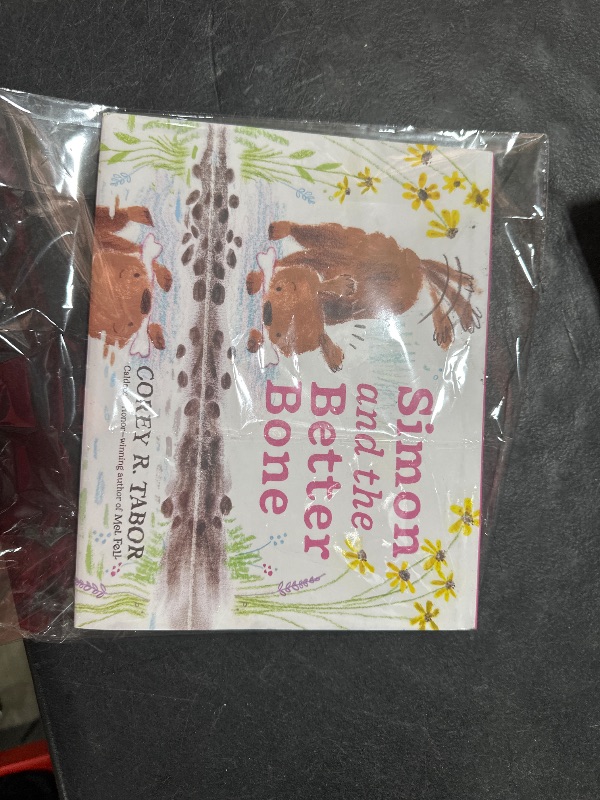 Simon
and the
Better
Bone
COREY R. TABOR
Caldecott Honor–winning author of Mel Fell